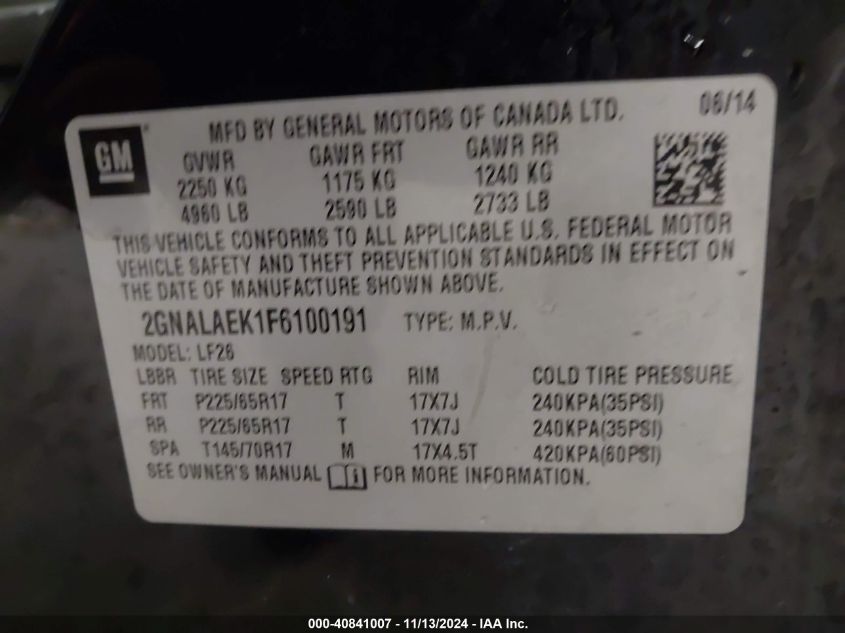 MFD BY GENERAL MOTORS OF CANADA LTD. 06/14
GM
GVWR GAWR FRT GAWR RR
2250 KG 1175 KG 1240 KG
4960 LB 2590 LB 2733 LB
THIS VEHICLE CONFORMS TO ALL APPLICABLE U.S. FEDERAL MOTOR
VEHICLE SAFETY AND THEFT PREVENTION STANDARDS IN EFFECT ON
THE DATE OF MANUFACTURE SHOWN ABOVE.
2GNALAEK1F6100191 TYPE: M.P.V.
MODEL: LF26
LBBR TIRE SIZE SPEED RTG RIM COLD TIRE PRESSURE
FRT P225/65R17 T 17X7J 240KPA(35PSI)
RR P225/65R17 T 17X7J 240KPA(35PSI)
SPA T145/70R17 M 17X4.5T 420KPA(60PSI)
SEE OWNER'S MANUAL FOR MORE INFORMATION.
000-40841007 - 11/13/2024 - IAA Inc.